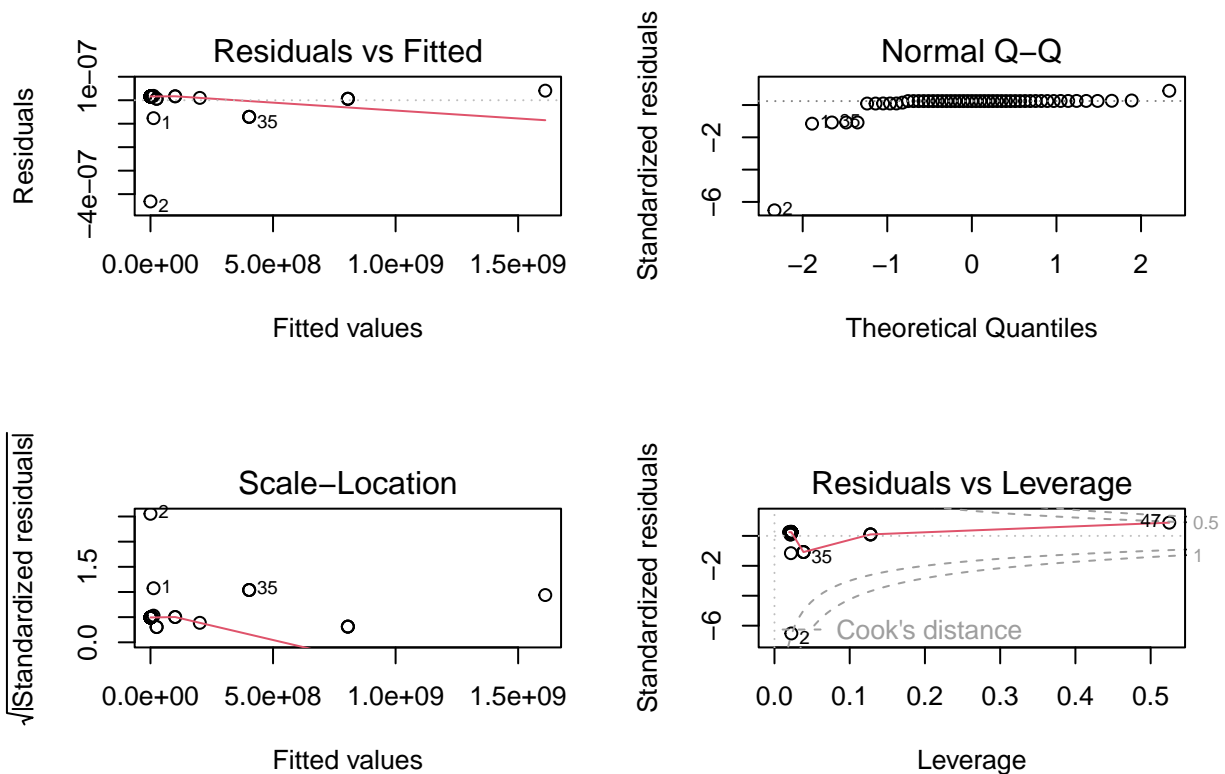 Residuals vs Fitted
Residuals
1e−07
−4e−07
1
35
2
0.0e+00 5.0e+08 1.0e+09 1.5e+09
Fitted values
Normal Q−Q
Standardized residuals
−2
−6
1
35
2
−2 −1 0 1 2
Theoretical Quantiles
Scale−Location
√|Standardized residuals|
1.5
0.0
2
1
35
0.0e+00 5.0e+08 1.0e+09 1.5e+09
Fitted values
Residuals vs Leverage
Standardized residuals
−2
−6
47
0.5
1
35
2
Cook's distance
0.0 0.1 0.2 0.3 0.4 0.5
Leverage